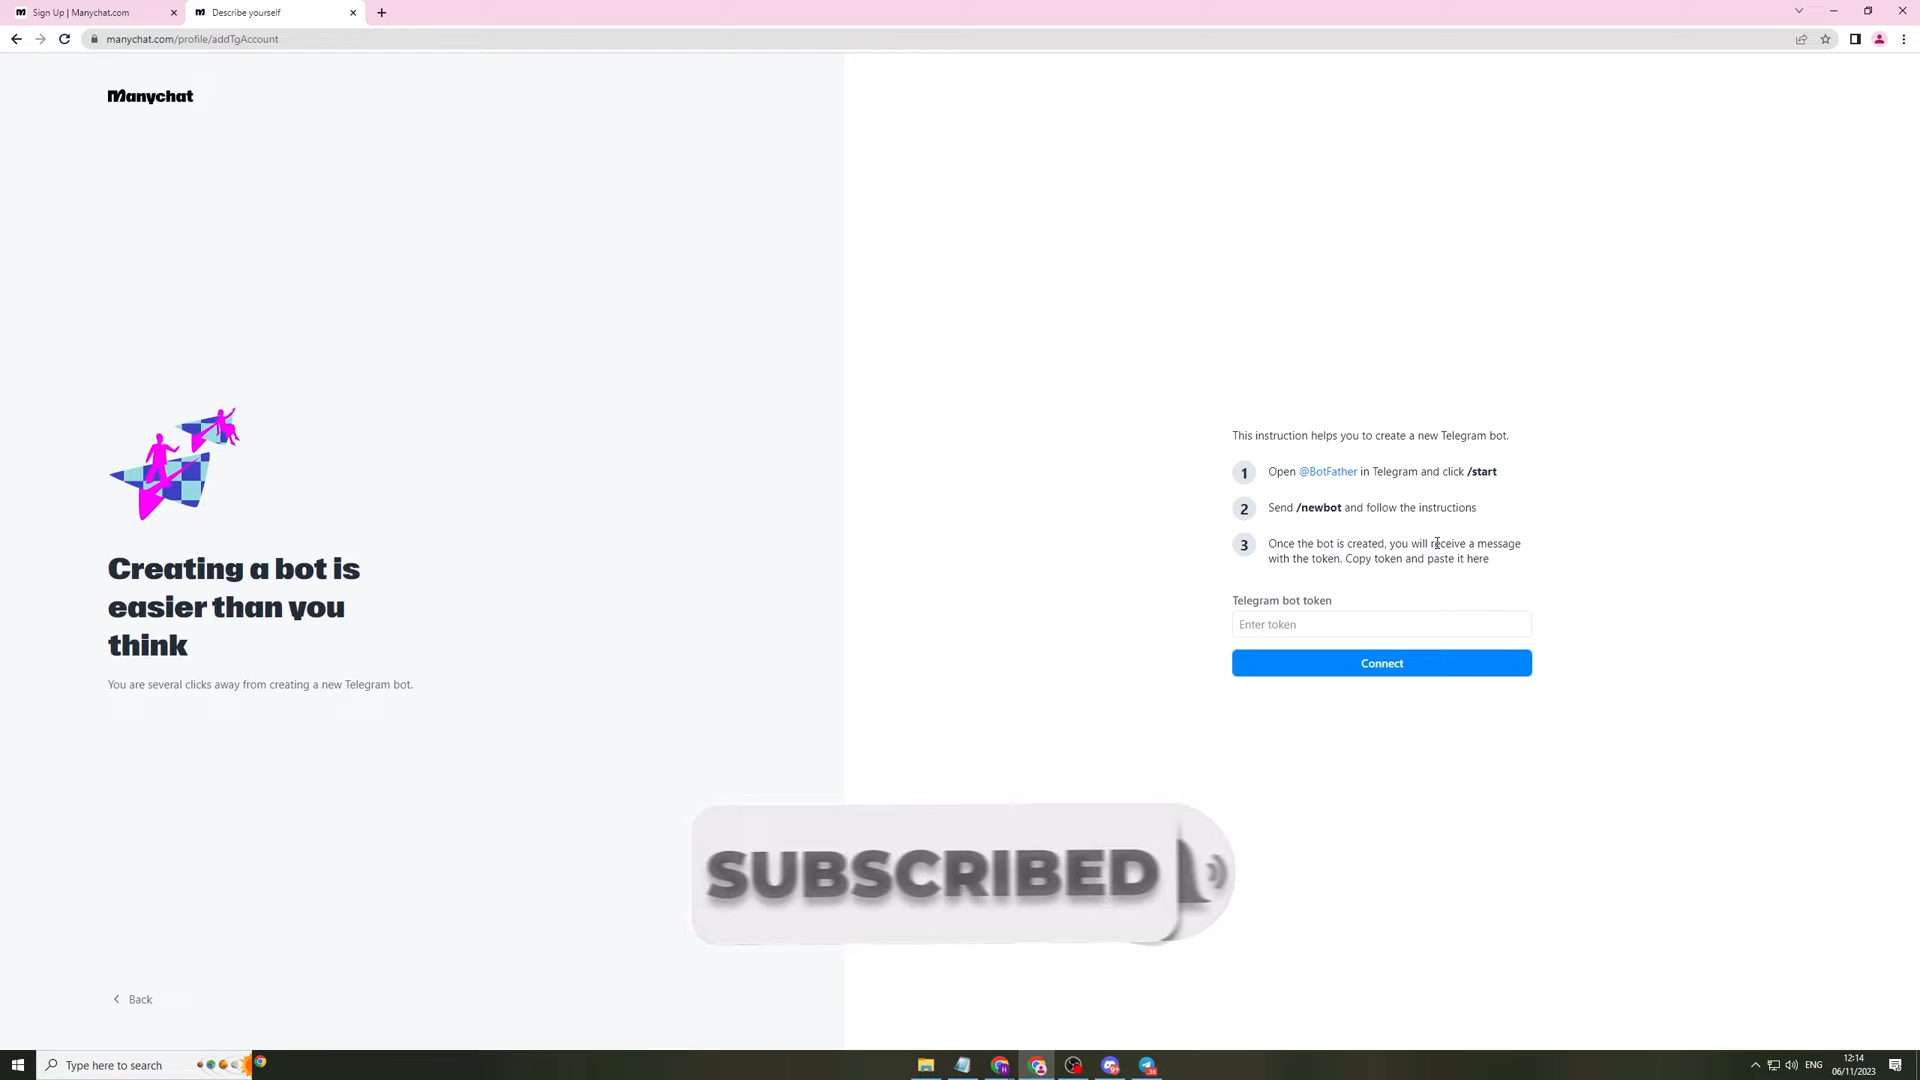 Sign Up | Manychat.com
Describe yourself
manychat.com/profile/addTgAccount
Manychat
Creating a bot is
easier than you
think
You are several clicks away from creating a new Telegram bot.
Back
This instruction helps you to create a new Telegram bot.
1 Open @BotFather in Telegram and click /start
2 Send /newbot and follow the instructions
3 Once the bot is created, you will receive a message
with the token. Copy token and paste it here
Telegram bot token
Enter token
Connect
SUBSCRIBED
Type here to search
ENG
12:14
06/11/2023